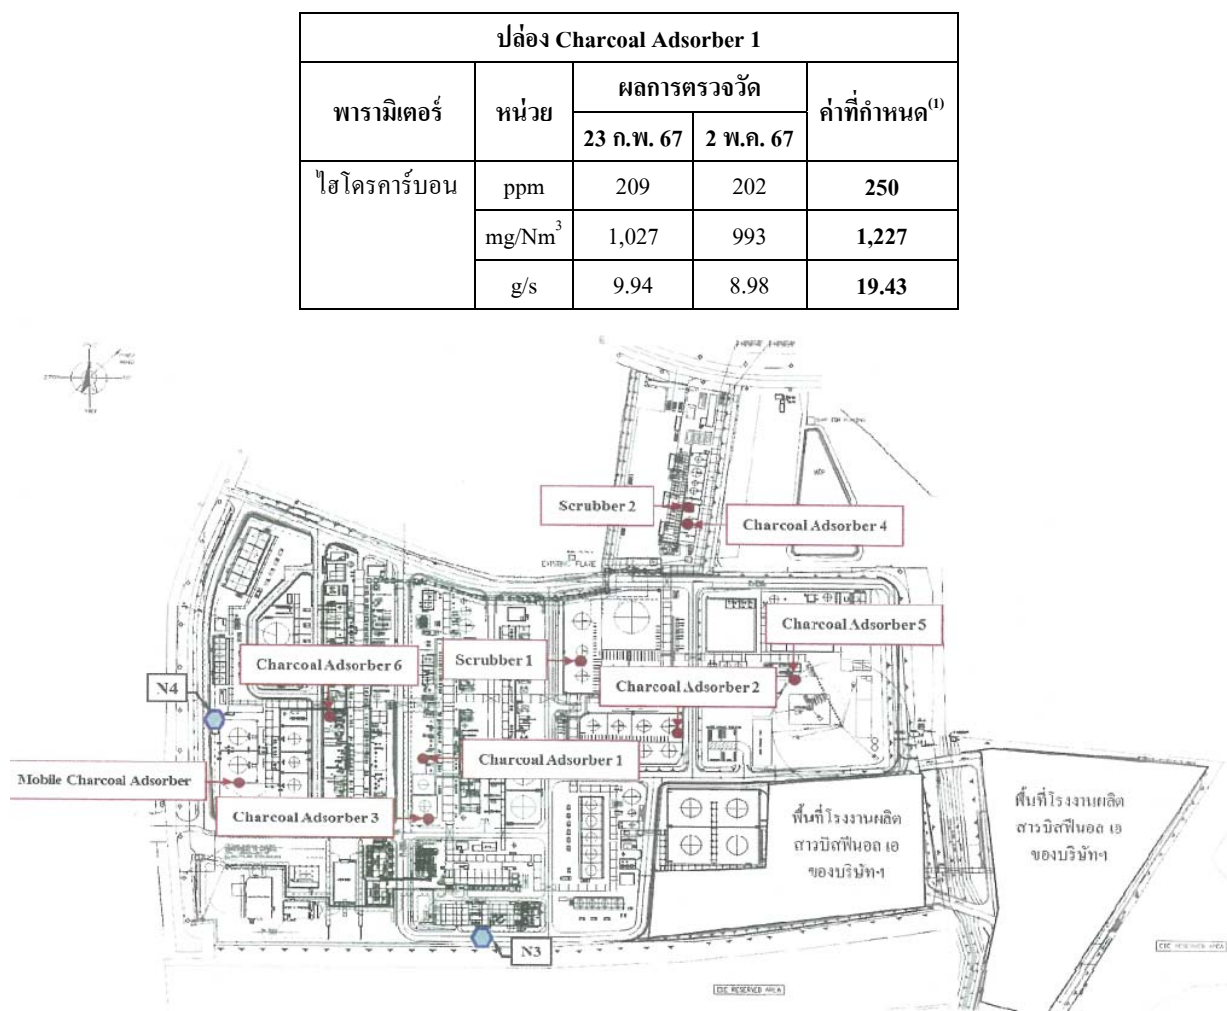 ปล่อง Charcoal Adsorber 1
พารามิเตอร์ หน่วย ผลการตรวจวัด ค่าที่กำหนด(1)
23 ก.พ. 67 2 พ.ค. 67
ไฮโดรคาร์บอน ppm 209 202 250
mg/Nm3 1,027 993 1,227
g/s 9.94 8.98 19.43
Scrubber 2
Charcoal Adsorber 4
EXISTING FLARE
Charcoal Adsorber 5
Charcoal Adsorber 6
Scrubber 1
Charcoal Adsorber 2
N4
Charcoal Adsorber 1
Mobile Charcoal Adsorber
Charcoal Adsorber 3
พื้นที่โรงงานผลิต
สารบิสฟีนอล เอ
ของบริษัทฯ
พื้นที่โรงงานผลิต
สารบิสฟีนอล เอ
ของบริษัทฯ
N3
EIC RESERVED AREA
EIC RESERVED AREA